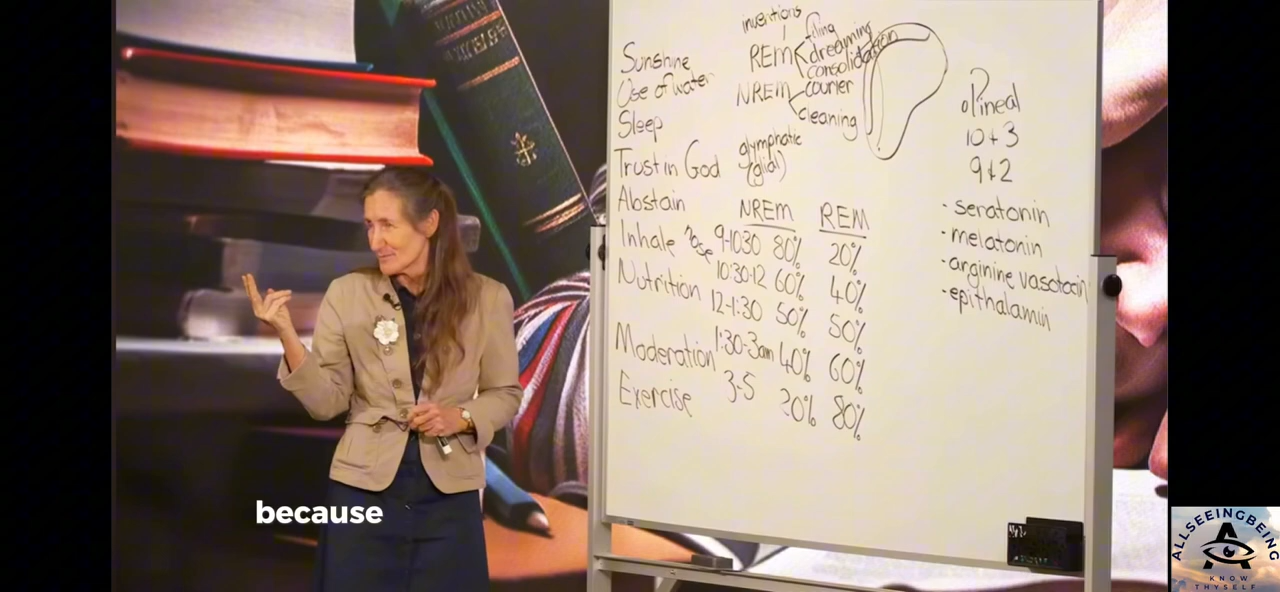 inventions
REM
filing
dreaming
consolidation
NREM
courier
cleaning
Sunshine
Use of water
Sleep
Trust in God
glymphatic
(glial)
Abstain
Inhale
Nutrition
Moderation
Exercise
NREM REM
9-10:30 80% 20%
10:30-12 60% 40%
12-1:30 50% 50%
1:30-3am 40% 60%
3-5 20% 80%
Pineal
10 & 3
9 & 2
- seratonin
- melatonin
- arginine vasotocin
- epithalamin
because
ALLSEEINGBEING
KNOW
THYSELF